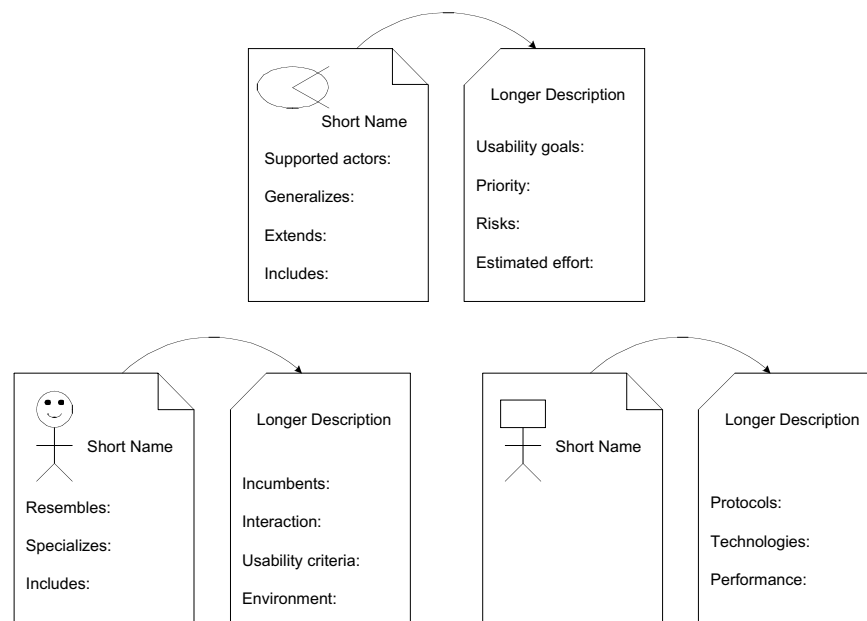 Short Name
Supported actors:
Generalizes:
Extends:
Includes:
Longer Description
Usability goals:
Priority:
Risks:
Estimated effort:
Short Name
Resembles:
Specializes:
Includes:
Longer Description
Incumbents:
Interaction:
Usability criteria:
Environment:
Short Name
Longer Description
Protocols:
Technologies:
Performance: